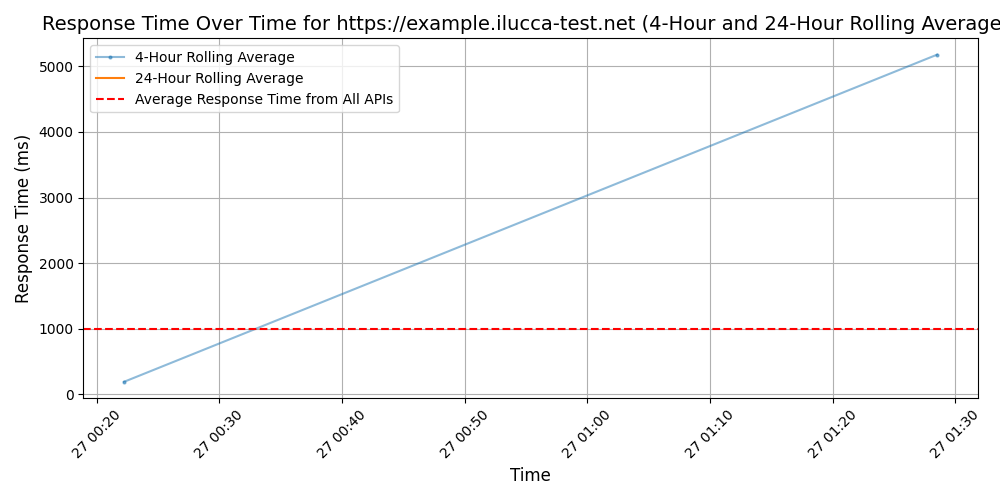 Response Time Over Time for https://example.ilucca-test.net (4-Hour and 24-Hour Rolling Average
4-Hour Rolling Average
24-Hour Rolling Average
Average Response Time from All APIs
Response Time (ms)
5000
4000
3000
2000
1000
0
27 00:20
27 00:30
27 00:40
27 00:50
27 01:00
27 01:10
27 01:20
27 01:30
Time